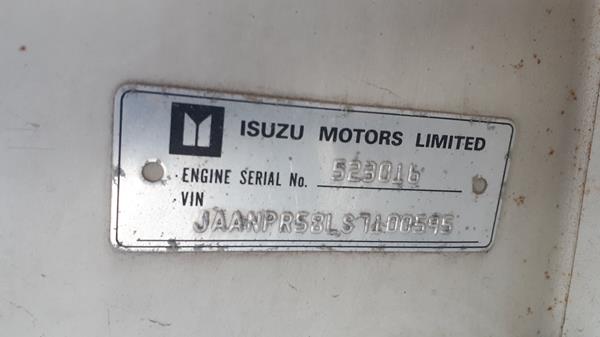 ISUZU MOTORS LIMITED
ENGINE SERIAL No. 523016
VIN
JAANPR58LS7100595